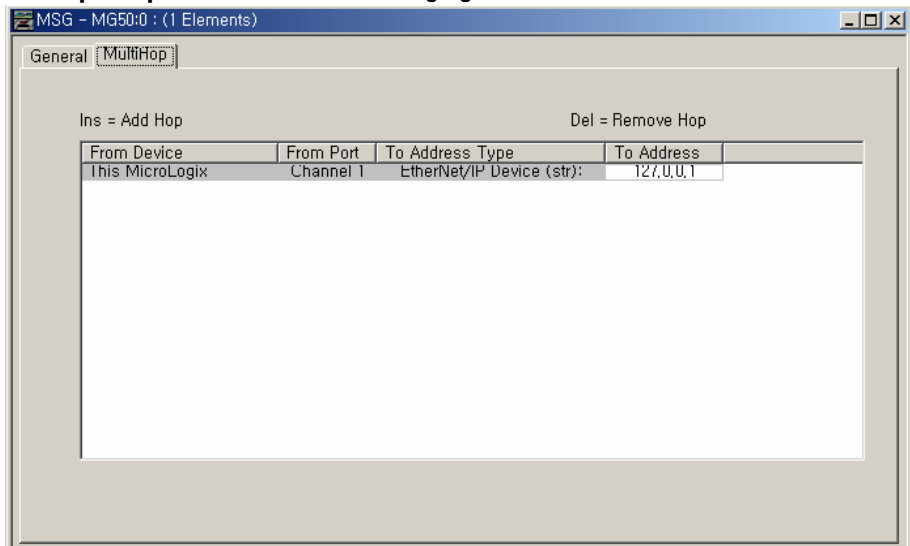 MSG - MG50:0 : (1 Elements)
General MultiHop
Ins = Add Hop Del = Remove Hop
From Device From Port To Address Type To Address
This MicroLogix Channel 1 EtherNet/IP Device (str): 127.0.0.1